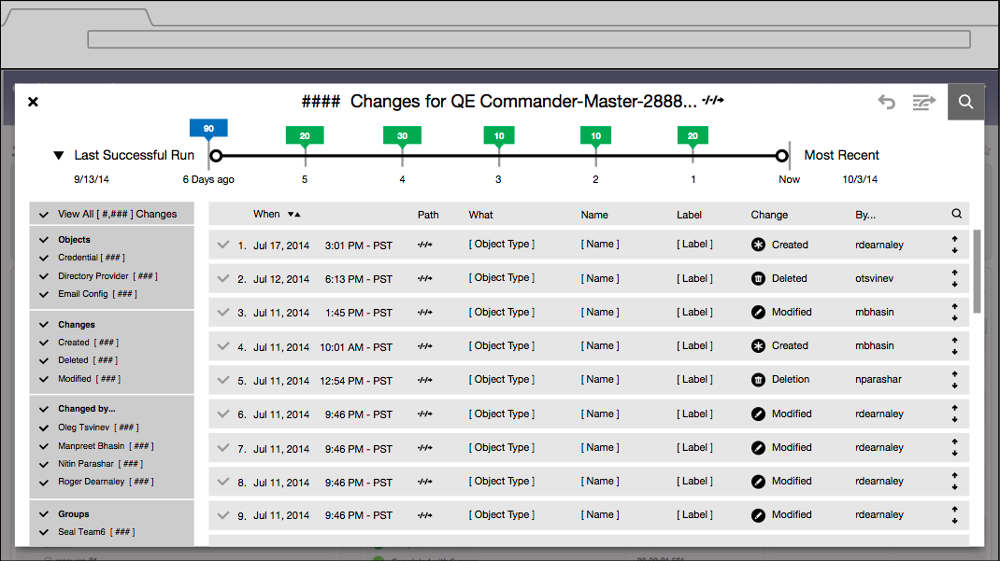 #### Changes for QE Commander-Master-2888...
90 20 30 10 10 20
Last Successful Run Most Recent
9/13/14 6 Days ago 5 4 3 2 1 Now 10/3/14
View All [ #,### ] Changes
Objects
Credential [ ### ]
Directory Provider [ ### ]
Email Config [ ### ]
Changes
Created [ ### ]
Deleted [ ### ]
Modified [ ### ]
Changed by...
Oleg Tsvinev [ ### ]
Manpreet Bhasin [ ### ]
Nitin Parashar [ ### ]
Roger Dearnaley [ ### ]
Groups
Seal Team6 [ ### ]
When Path What Name Label Change By...
1. Jul 17, 2014 3:01 PM - PST [ Object Type ] [ Name ] [ Label ] Created rdearnaley
2. Jul 12, 2014 6:13 PM - PST [ Object Type ] [ Name ] [ Label ] Deleted otsvinev
3. Jul 11, 2014 1:45 PM - PST [ Object Type ] [ Name ] [ Label ] Modified mbhasin
4. Jul 11, 2014 10:01 AM - PST [ Object Type ] [ Name ] [ Label ] Created mbhasin
5. Jul 11, 2014 12:54 PM - PST [ Object Type ] [ Name ] [ Label ] Deletion nparashar
6. Jul 11, 2014 9:46 PM - PST [ Object Type ] [ Name ] [ Label ] Modified rdearnaley
7. Jul 11, 2014 9:46 PM - PST [ Object Type ] [ Name ] [ Label ] Modified rdearnaley
8. Jul 11, 2014 9:46 PM - PST [ Object Type ] [ Name ] [ Label ] Modified rdearnaley
9. Jul 11, 2014 9:46 PM - PST [ Object Type ] [ Name ] [ Label ] Modified rdearnaley